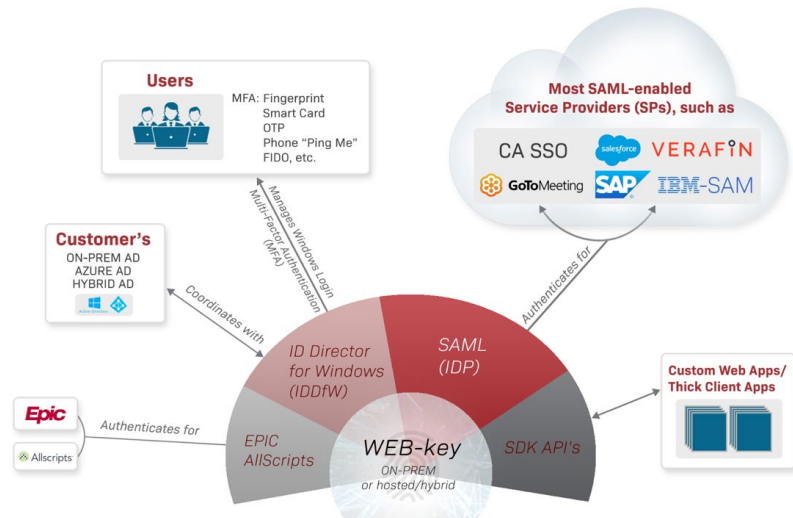 Users
MFA: Fingerprint
Smart Card
OTP
Phone “Ping Me”
FIDO, etc.
Most SAML-enabled
Service Providers (SPs), such as
CA SSO
salesforce
VERAFIN
GoToMeeting
SAP
IBM-SAM
Customer’s
ON-PREM AD
AZURE AD
HYBRID AD
Active Directory
Manages Windows Login
Multi-Factor Authentication
(MFA)
Coordinates with
Authenticates for
ID Director
for Windows
(IDDfW)
SAML
(IDP)
Custom Web Apps/
Thick Client Apps
Epic
Allscripts
Authenticates for
EPIC
AllScripts
WEB-key
ON-PREM
or hosted/hybrid
SDK API's